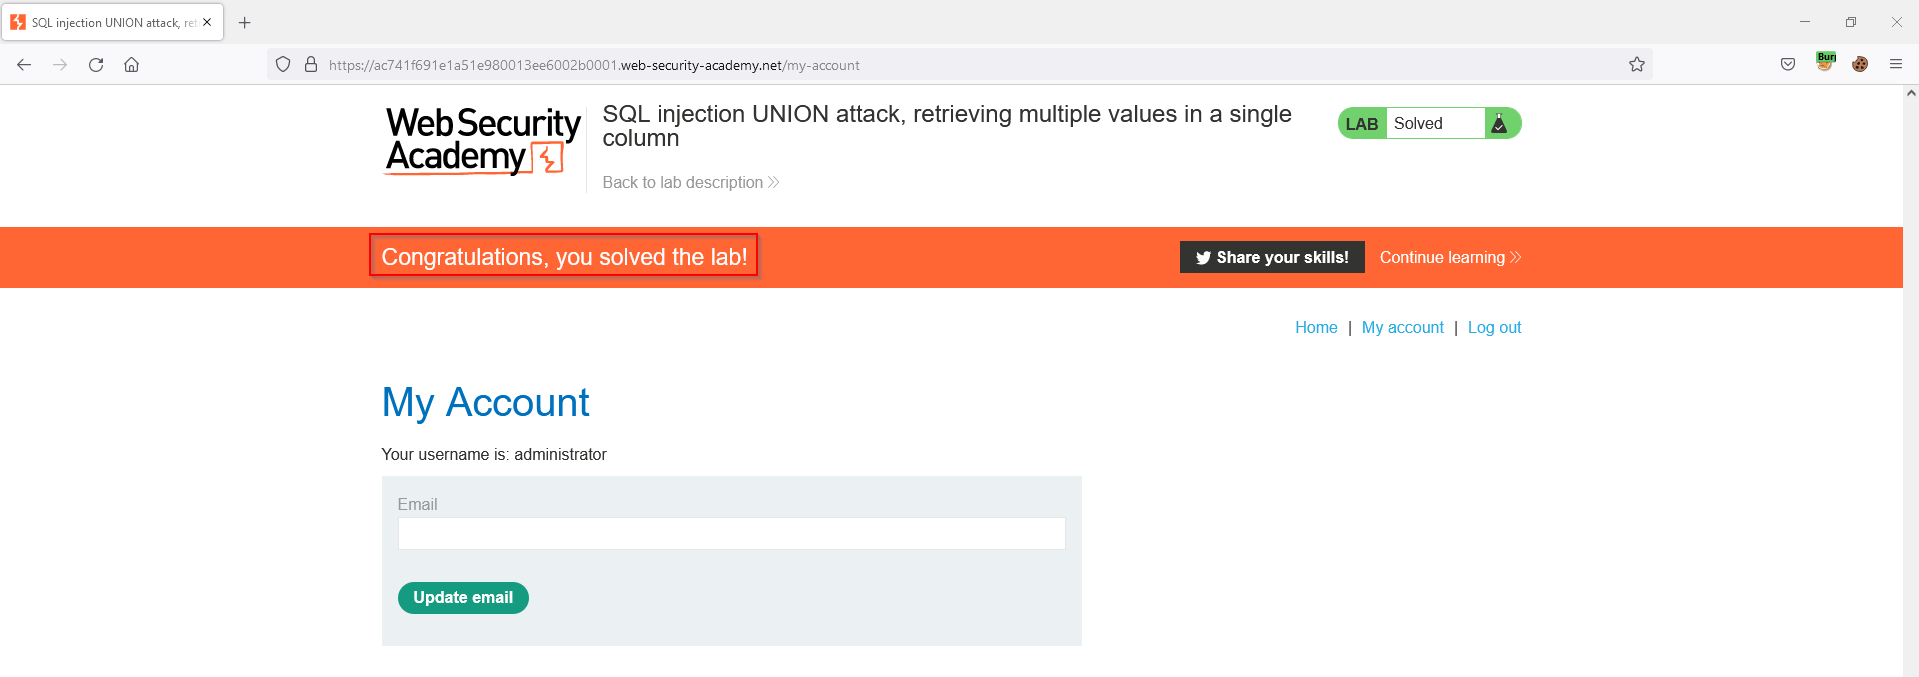 SQL injection UNION attack, ret
https://ac741f691e1a51e980013ee6002b0001.web-security-academy.net/my-account
Burp
Web Security
Academy
SQL injection UNION attack, retrieving multiple values in a single
column
Back to lab description
LAB Solved
Congratulations, you solved the lab!
Share your skills! Continue learning
Home | My account | Log out
My Account
Your username is: administrator
Email
Update email